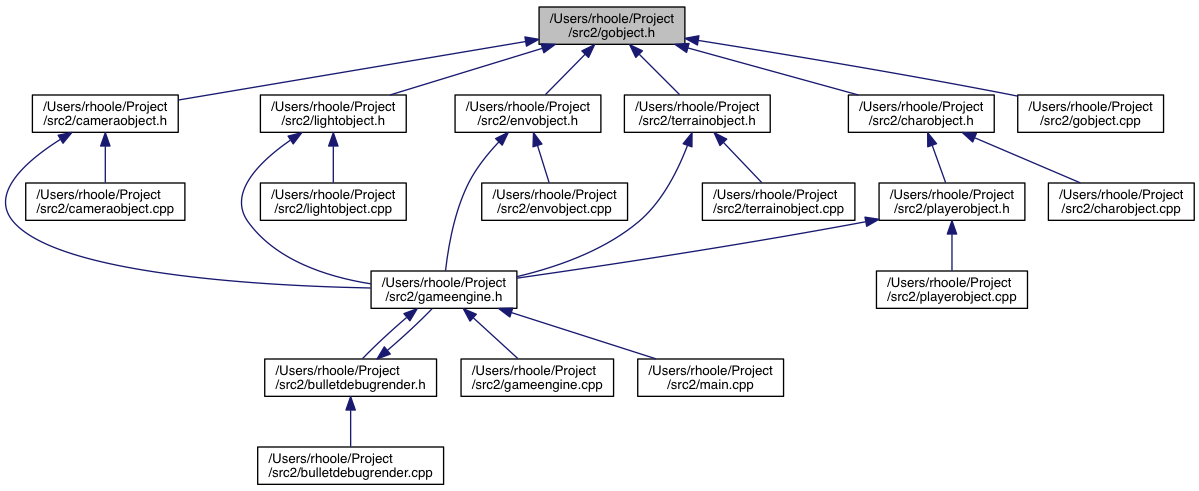 /Users/rhoole/Project
/src2/gobject.h
/Users/rhoole/Project
/src2/cameraobject.h
/Users/rhoole/Project
/src2/lightobject.h
/Users/rhoole/Project
/src2/envobject.h
/Users/rhoole/Project
/src2/terrainobject.h
/Users/rhoole/Project
/src2/charobject.h
/Users/rhoole/Project
/src2/gobject.cpp
/Users/rhoole/Project
/src2/cameraobject.cpp
/Users/rhoole/Project
/src2/lightobject.cpp
/Users/rhoole/Project
/src2/envobject.cpp
/Users/rhoole/Project
/src2/terrainobject.cpp
/Users/rhoole/Project
/src2/playerobject.h
/Users/rhoole/Project
/src2/charobject.cpp
/Users/rhoole/Project
/src2/gameengine.h
/Users/rhoole/Project
/src2/playerobject.cpp
/Users/rhoole/Project
/src2/bulletdebugrender.h
/Users/rhoole/Project
/src2/gameengine.cpp
/Users/rhoole/Project
/src2/main.cpp
/Users/rhoole/Project
/src2/bulletdebugrender.cpp